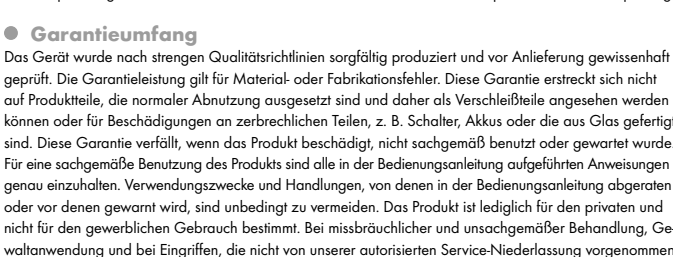 Garantieumfang
Das Gerät wurde nach strengen Qualitätsrichtlinien sorgfältig produziert und vor Anlieferung gewissenhaft
geprüft. Die Garantieleistung gilt für Material- oder Fabrikationsfehler. Diese Garantie erstreckt sich nicht
auf Produktteile, die normaler Abnutzung ausgesetzt sind und daher als Verschleißteile angesehen werden
können oder für Beschädigungen an zerbrechlichen Teilen, z. B. Schalter, Akkus oder die aus Glas gefertigt
sind. Diese Garantie verfällt, wenn das Produkt beschädigt, nicht sachgemäß benutzt oder gewartet wurde.
Für eine sachgemäße Benutzung des Produkts sind alle in der Bedienungsanleitung aufgeführten Anweisungen
genau einzuhalten. Verwendungszwecke und Handlungen, von denen in der Bedienungsanleitung abgeraten
oder vor denen gewarnt wird, sind unbedingt zu vermeiden. Das Produkt ist lediglich für den privaten und
nicht für den gewerblichen Gebrauch bestimmt. Bei missbräuchlicher und unsachgemäßer Behandlung, Ge-
waltanwendung und bei Eingriffen, die nicht von unserer autorisierten Service-Niederlassung vorgenommen